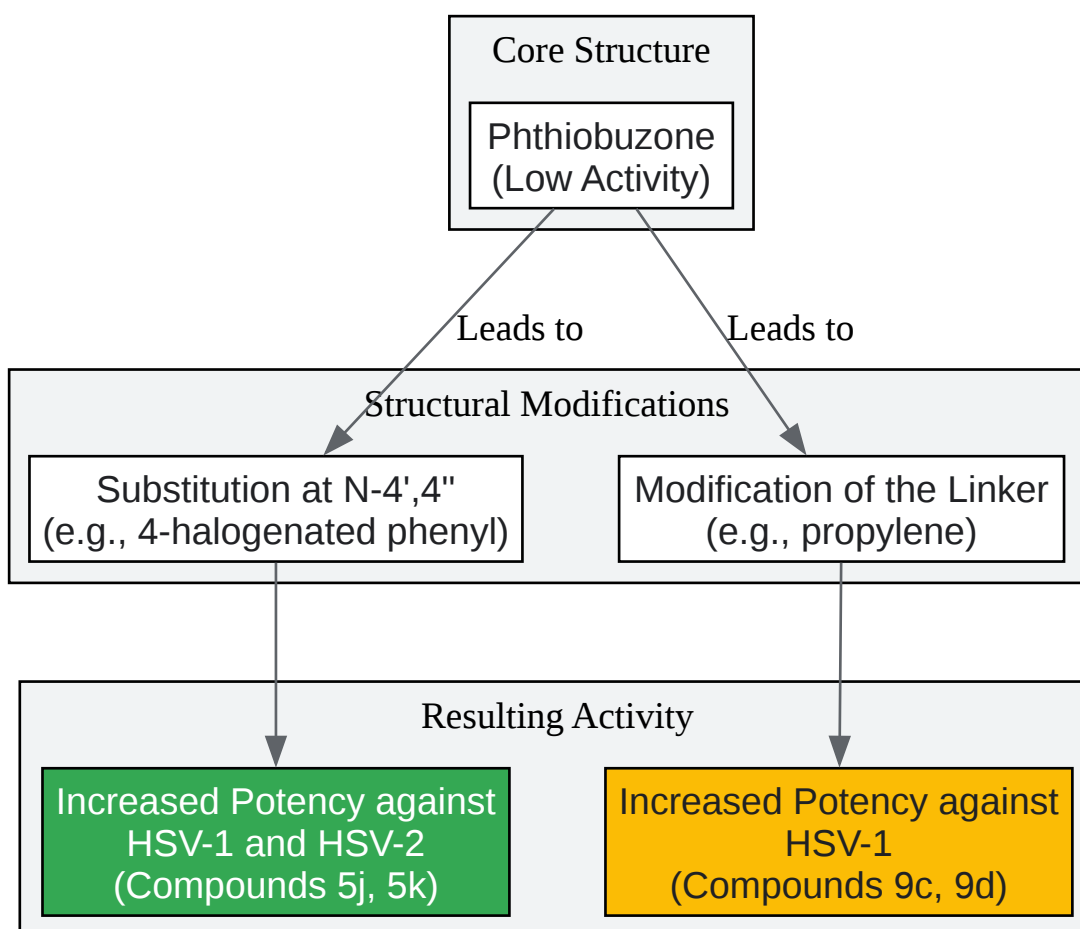 Core Structure
Phthiobuzone
(Low Activity)
Leads to
Leads to
Structural Modifications
Substitution at N-4',4''
(e.g., 4-halogenated phenyl)
Modification of the Linker
(e.g., propylene)
Resulting Activity
Increased Potency against
HSV-1 and HSV-2
(Compounds 5j, 5k)
Increased Potency against
HSV-1
(Compounds 9c, 9d)